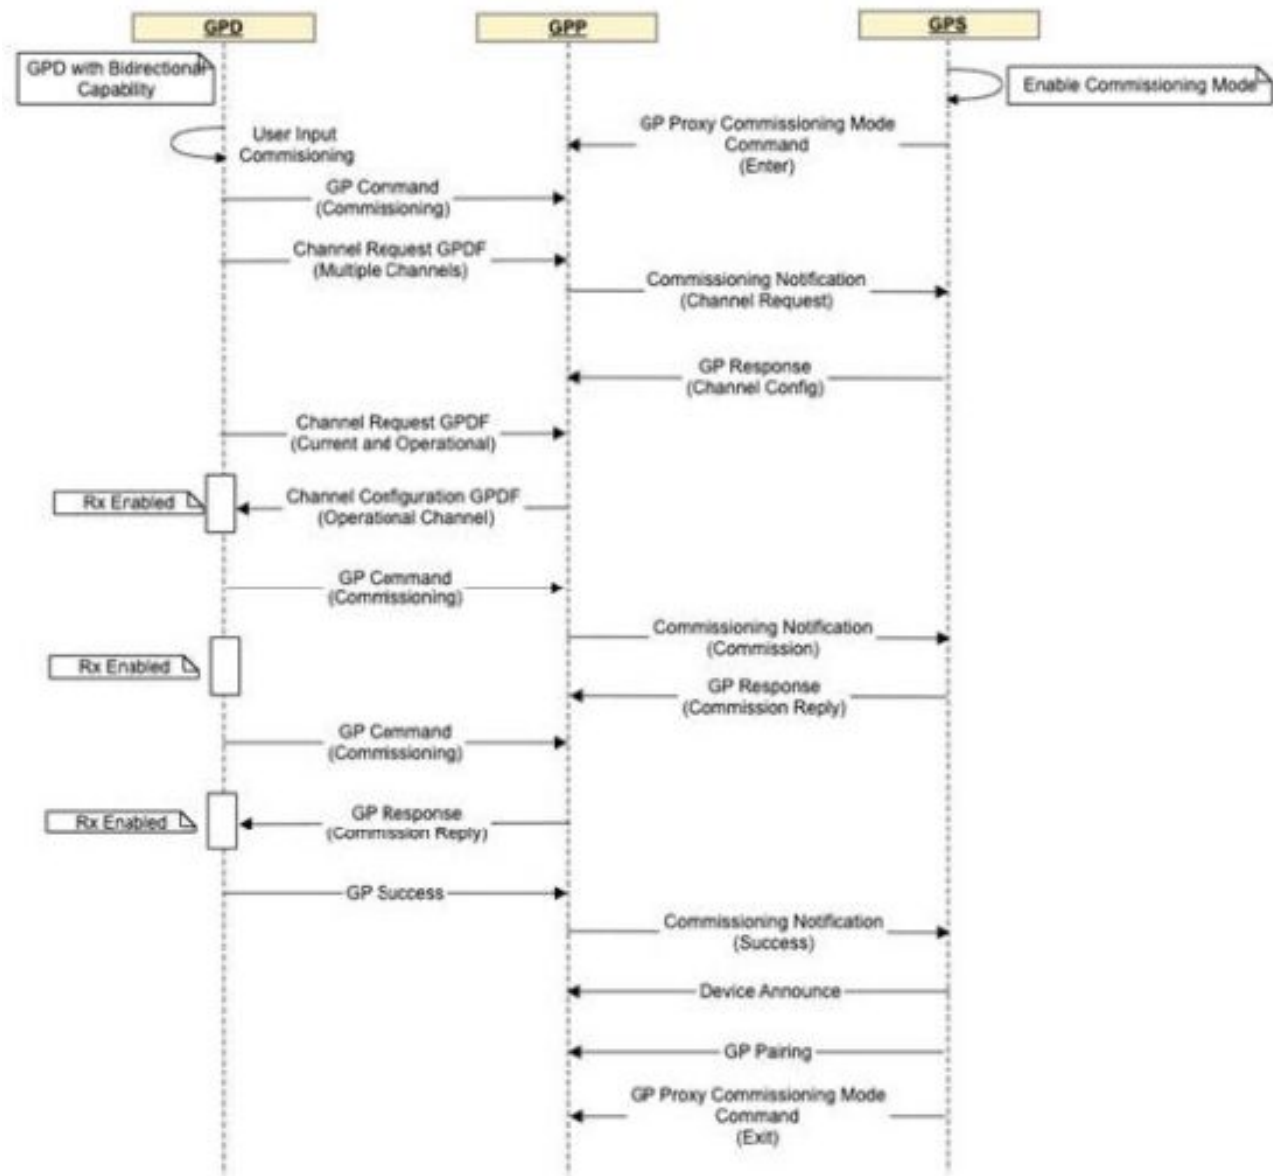 GPD
GPP
GPS
GPD with Bidirectional
Capability
Enable Commissioning Mode
User Input
Commisioning
GP Proxy Commissioning Mode
Command
(Enter)
GP Command
(Commissioning)
Channel Request GPDF
(Multiple Channels)
Commissioning Notification
(Channel Request)
GP Response
(Channel Config)
Channel Request GPDF
(Current and Operational)
Rx Enabled
Channel Configuration GPDF
(Operational Channel)
GP Command
(Commissioning)
Commissioning Notification
(Commission)
Rx Enabled
GP Response
(Commission Reply)
GP Command
(Commissioning)
Rx Enabled
GP Response
(Commission Reply)
GP Success
Commissioning Notification
(Success)
Device Announce
GP Pairing
GP Proxy Commissioning Mode
Command
(Exit)